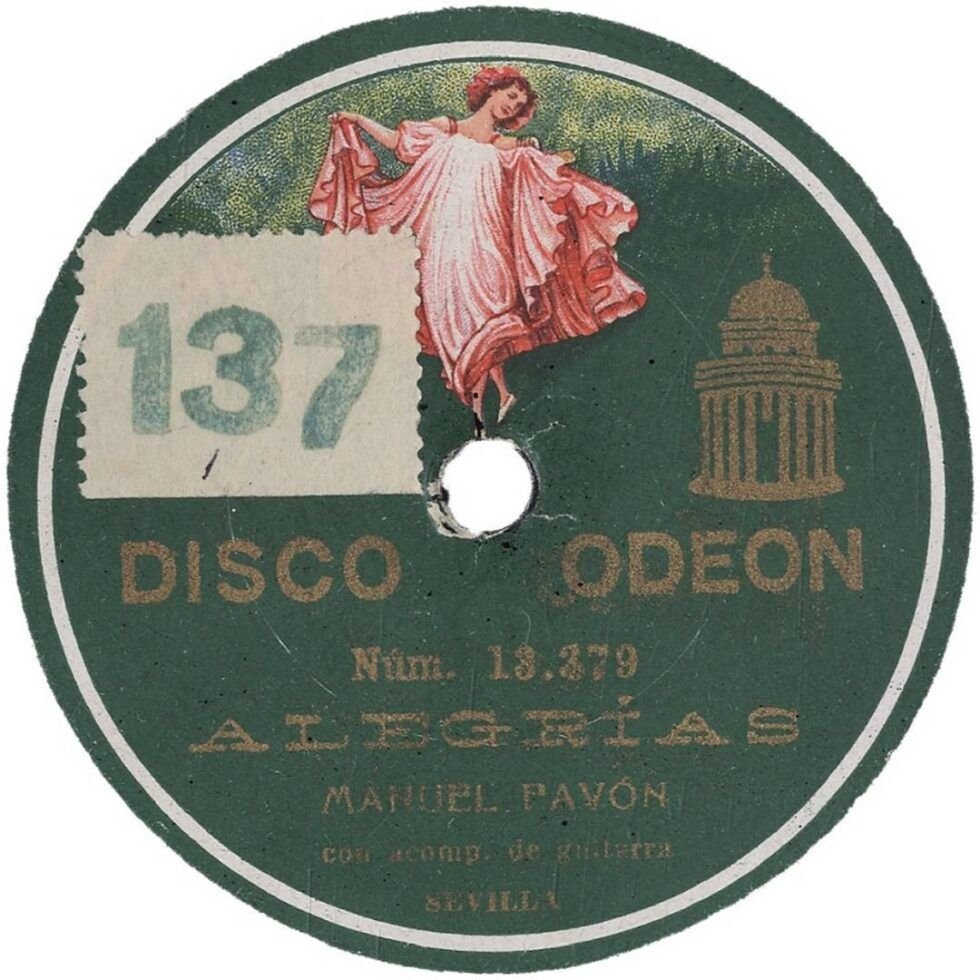 137
DISCO ODEON
Núm. 13.379
ALEGRÍAS
MANUEL PAVÓN
con acomp. de guitarra
SEVILLA